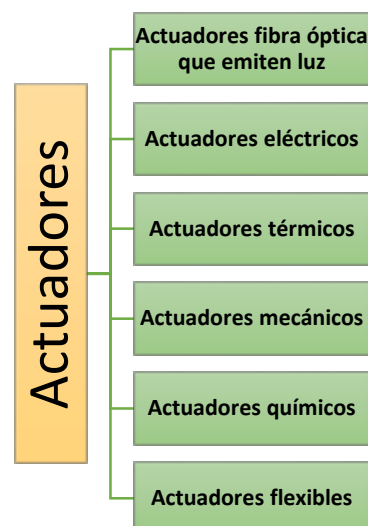 Actuadores
Actuadores fibra óptica
que emiten luz
Actuadores eléctricos
Actuadores térmicos
Actuadores mecánicos
Actuadores químicos
Actuadores flexibles